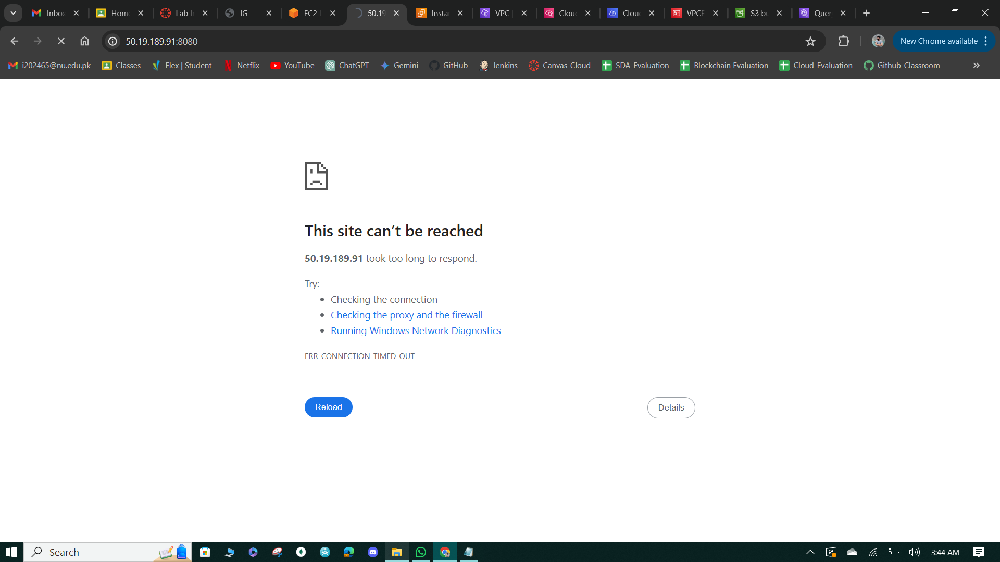 Inbo
Hom
Lab I
IG
EC2
50.19
Insta
VPC
Clou
Clou
VPCF
S3 bu
Quer
50.19.189.91:8080
New Chrome available
i202465@nu.edu.pk
Classes
Flex | Student
Netflix
YouTube
ChatGPT
Gemini
GitHub
Jenkins
Canvas-Cloud
SDA-Evaluation
Blockchain Evaluation
Cloud-Evaluation
Github-Classroom
This site can’t be reached
50.19.189.91 took too long to respond.
Try:
Checking the connection
Checking the proxy and the firewall
Running Windows Network Diagnostics
ERR_CONNECTION_TIMED_OUT
Reload
Details
Search
3:44 AM